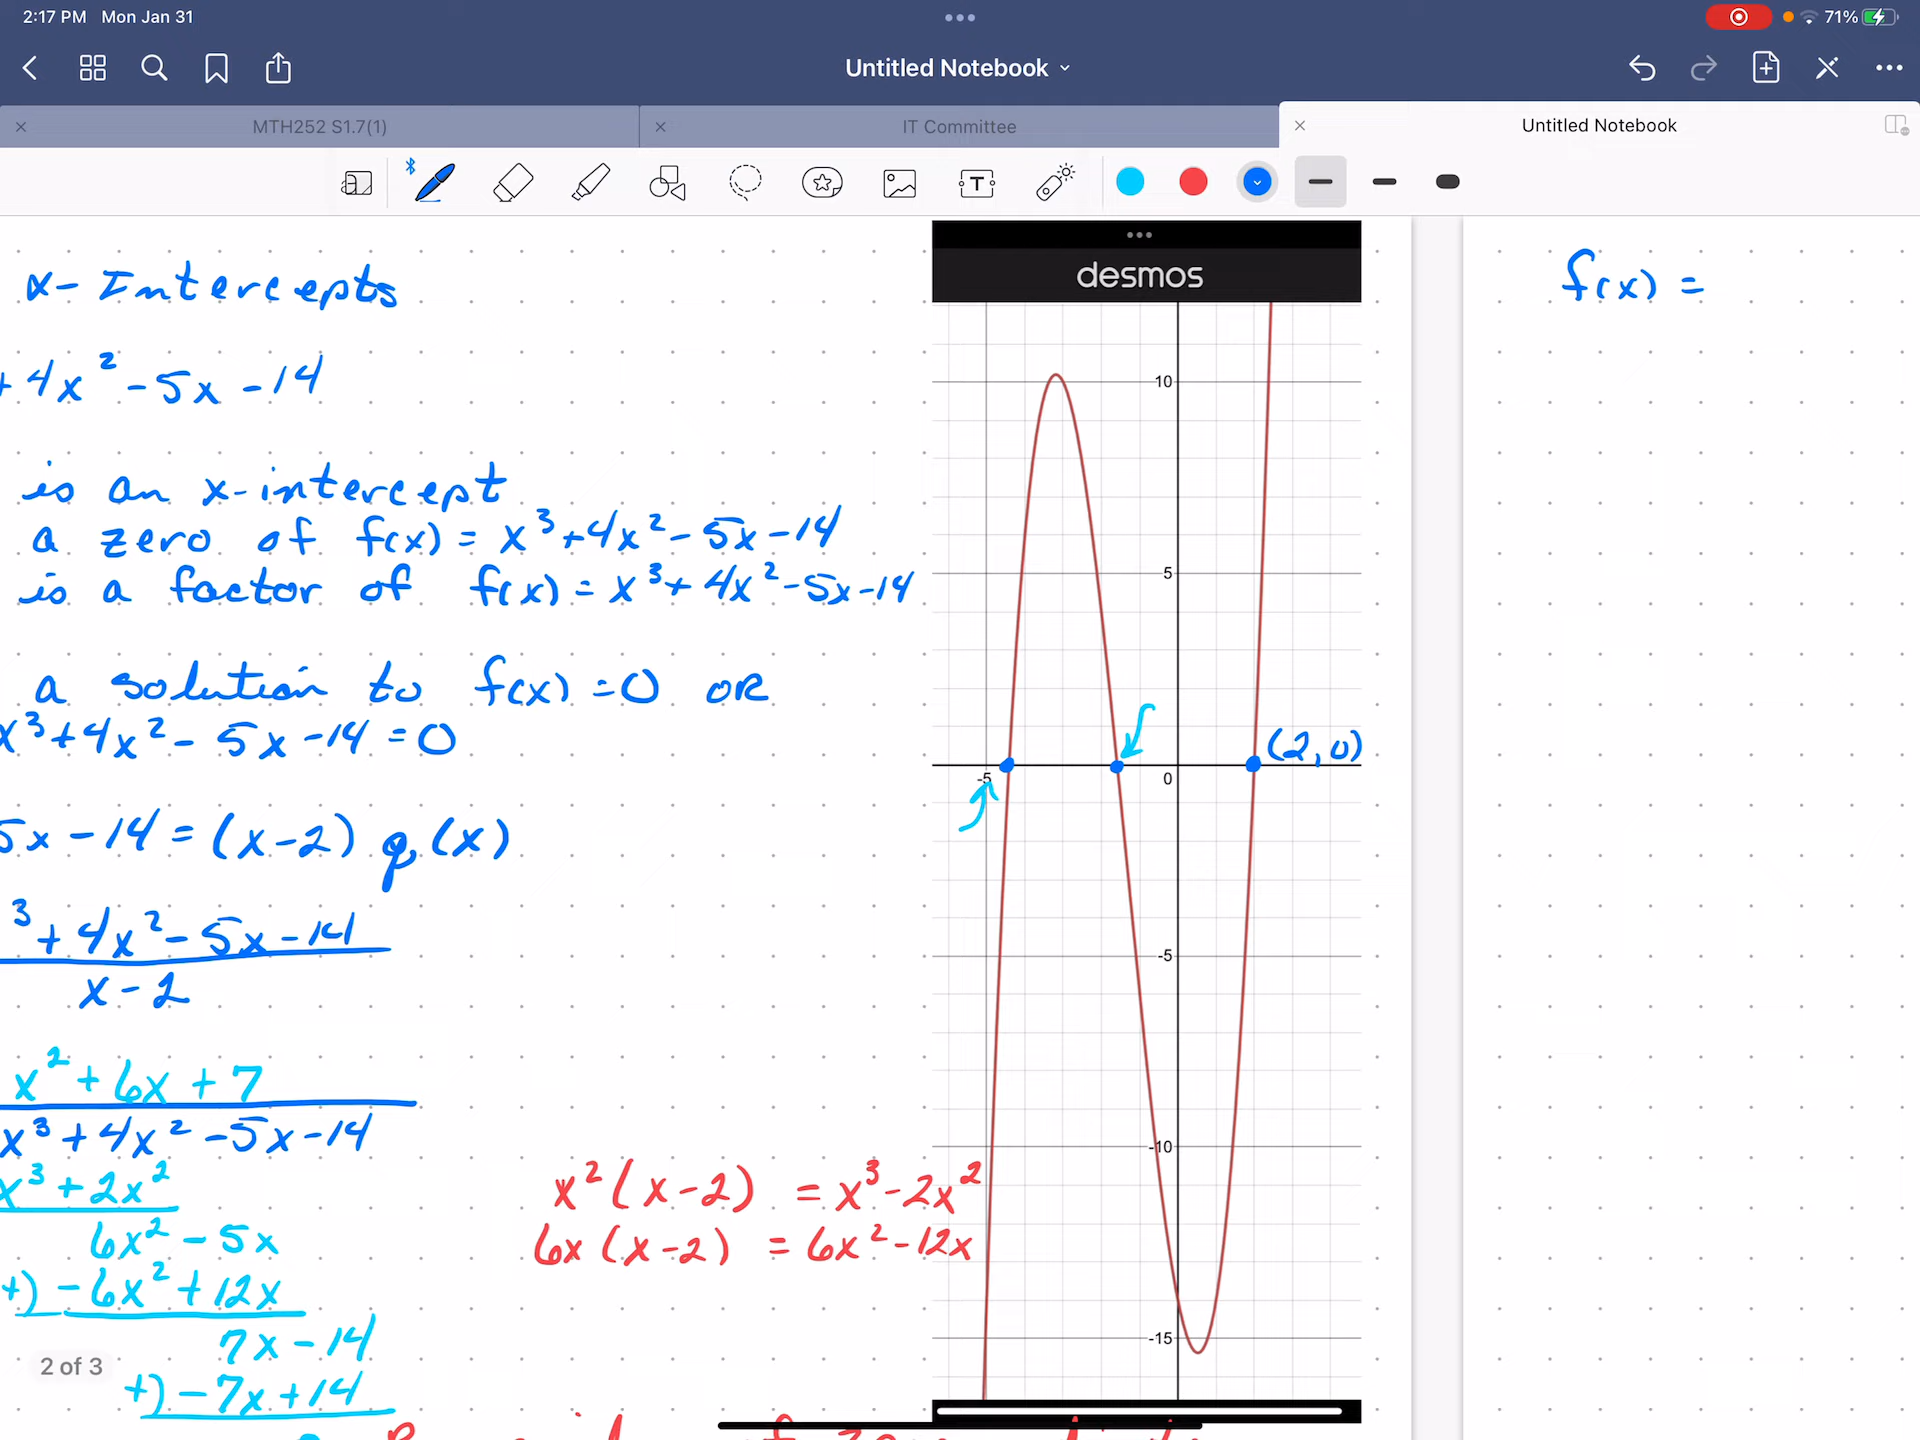 2:17 PM Mon Jan 31
71%
Untitled Notebook
MTH252 S1.7(1)
IT Committee
Untitled Notebook
x- Intercepts
+ 4x² - 5x - 14
is an x-intercept
a zero of f(x) = x³+4x²-5x-14
is a factor of f(x) = x³+4x²-5x-14
a solution to f(x)=0 OR
x³+4x²-5x-14=0
5x-14=(x-2) q(x)
³+4x²-5x-14
x-2
x²+6x+7
x³+4x²-5x-14
x³+2x²
6x²-5x
+) -6x²+12x
7x-14
+) -7x+14
x²(x-2) = x³-2x²
6x(x-2) = 6x²-12x
2 of 3
desmos
10
5
(2,0)
-5
0
-5
-10
-15
f(x) =